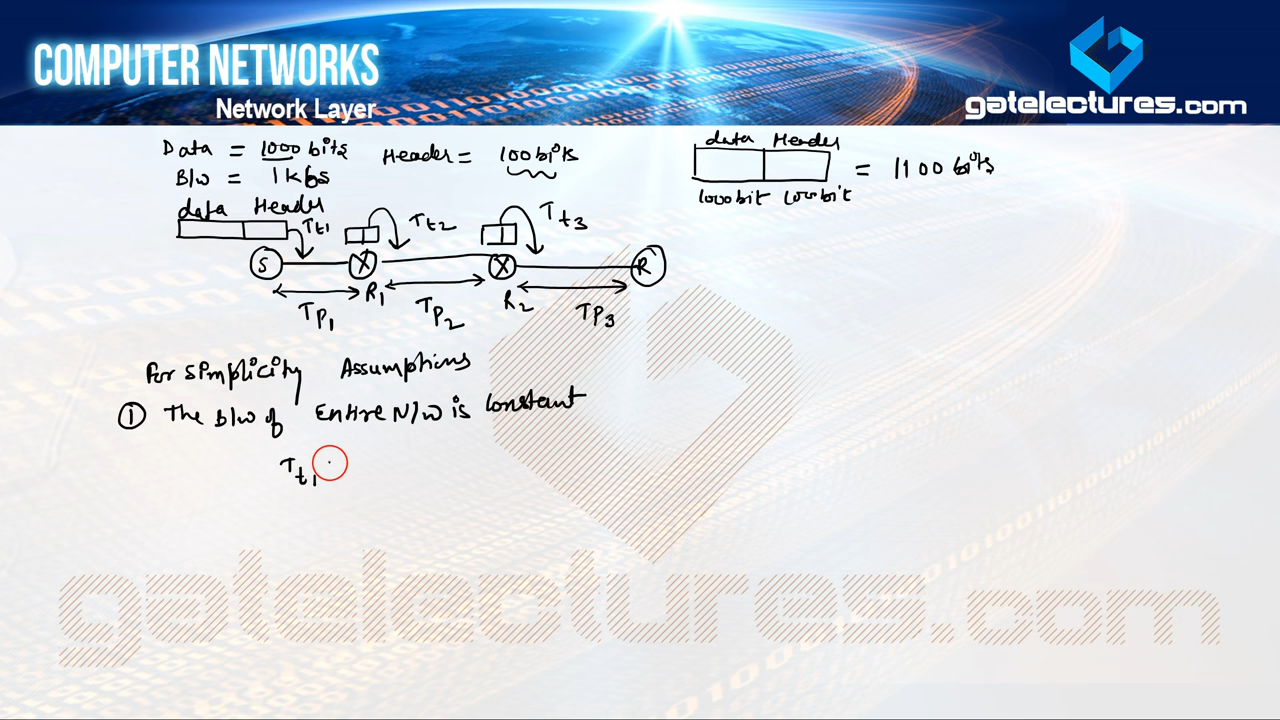 COMPUTER NETWORKS
Network Layer
gatelectures.com
Data = 1000 bits Header = 100 bits
B/w = 1 kbs
data Header
= 1100 bits
1000 bit 100 bit
data Header
Tt1 Tt2 Tt3
S X X R
R1 R2
TP1 TP2 TP3
For simplicity Assumptions
① The B/w of Entire N/w is constant
Tt1
gatelectures.com